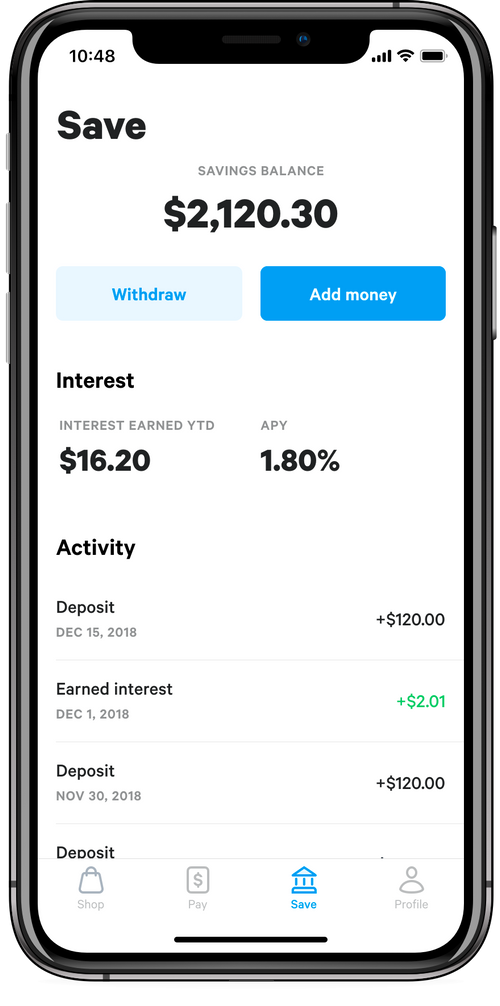 10:48
Save
SAVINGS BALANCE
$2,120.30
Withdraw
Add money
Interest
INTEREST EARNED YTD
APY
$16.20
1.80%
Activity
Deposit
+$120.00
DEC 15, 2018
Earned interest
+$2.01
DEC 1, 2018
Deposit
+$120.00
NOV 30, 2018
Deposit
$
Shop
Pay
Save
Profile